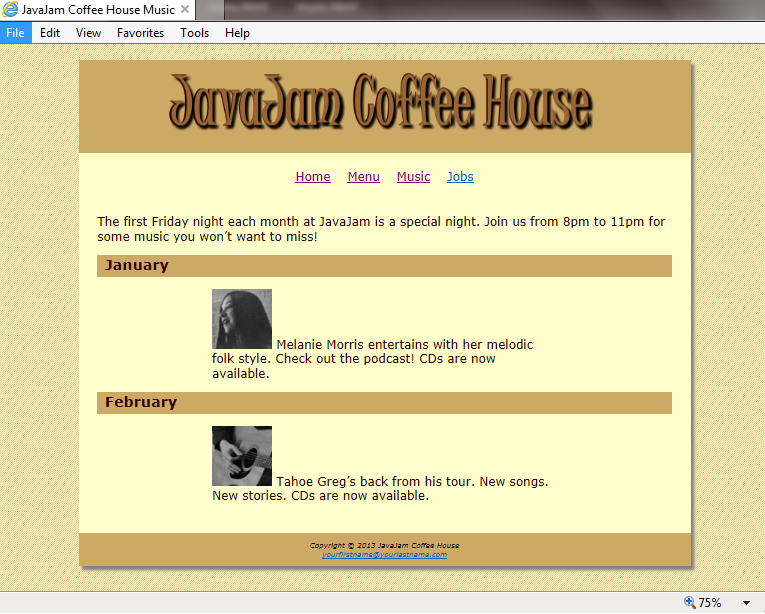 JavaJam Coffee House Music
File Edit View Favorites Tools Help
JavaJam Coffee House
Home Menu Music Jobs
The first Friday night each month at JavaJam is a special night. Join us from 8pm to 11pm for
some music you won't want to miss!
January
Melanie Morris entertains with her melodic
folk style. Check out the podcast! CDs are now
available.
February
Tahoe Greg's back from his tour. New songs.
New stories. CDs are now available.
Copyright © 2013 JavaJam Coffee House
yourfirstname@yourlastname.com
75%